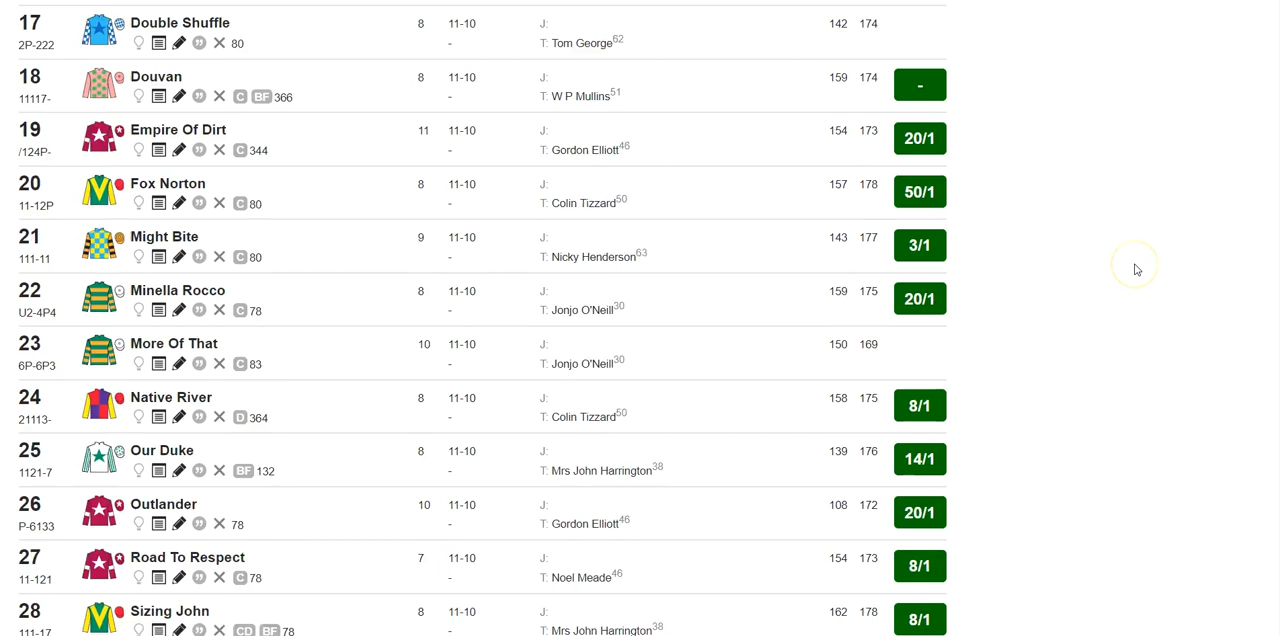 17 Double Shuffle 8 11-10 J: 142 174
2P-222 80 - T: Tom George62
18 Douvan 8 11-10 J: 159 174 -
11117- C BF 366 - T: W P Mullins51
19 Empire Of Dirt 11 11-10 J: 154 173 20/1
/124P- C 344 - T: Gordon Elliott46
20 Fox Norton 8 11-10 J: 157 178 50/1
11-12P C 80 - T: Colin Tizzard50
21 Might Bite 9 11-10 J: 143 177 3/1
111-11 C 80 - T: Nicky Henderson63
22 Minella Rocco 8 11-10 J: 159 175 20/1
U2-4P4 C 78 - T: Jonjo O'Neill30
23 More Of That 10 11-10 J: 150 169
6P-6P3 C 83 - T: Jonjo O'Neill30
24 Native River 8 11-10 J: 158 175 8/1
21113- D 364 - T: Colin Tizzard50
25 Our Duke 8 11-10 J: 139 176 14/1
1121-7 BF 132 - T: Mrs John Harrington38
26 Outlander 10 11-10 J: 108 172 20/1
P-6133 78 - T: Gordon Elliott46
27 Road To Respect 7 11-10 J: 154 173 8/1
11-121 C 78 - T: Noel Meade46
28 Sizing John 8 11-10 J: 162 178 8/1
111-17 CD BF 78 - T: Mrs John Harrington38